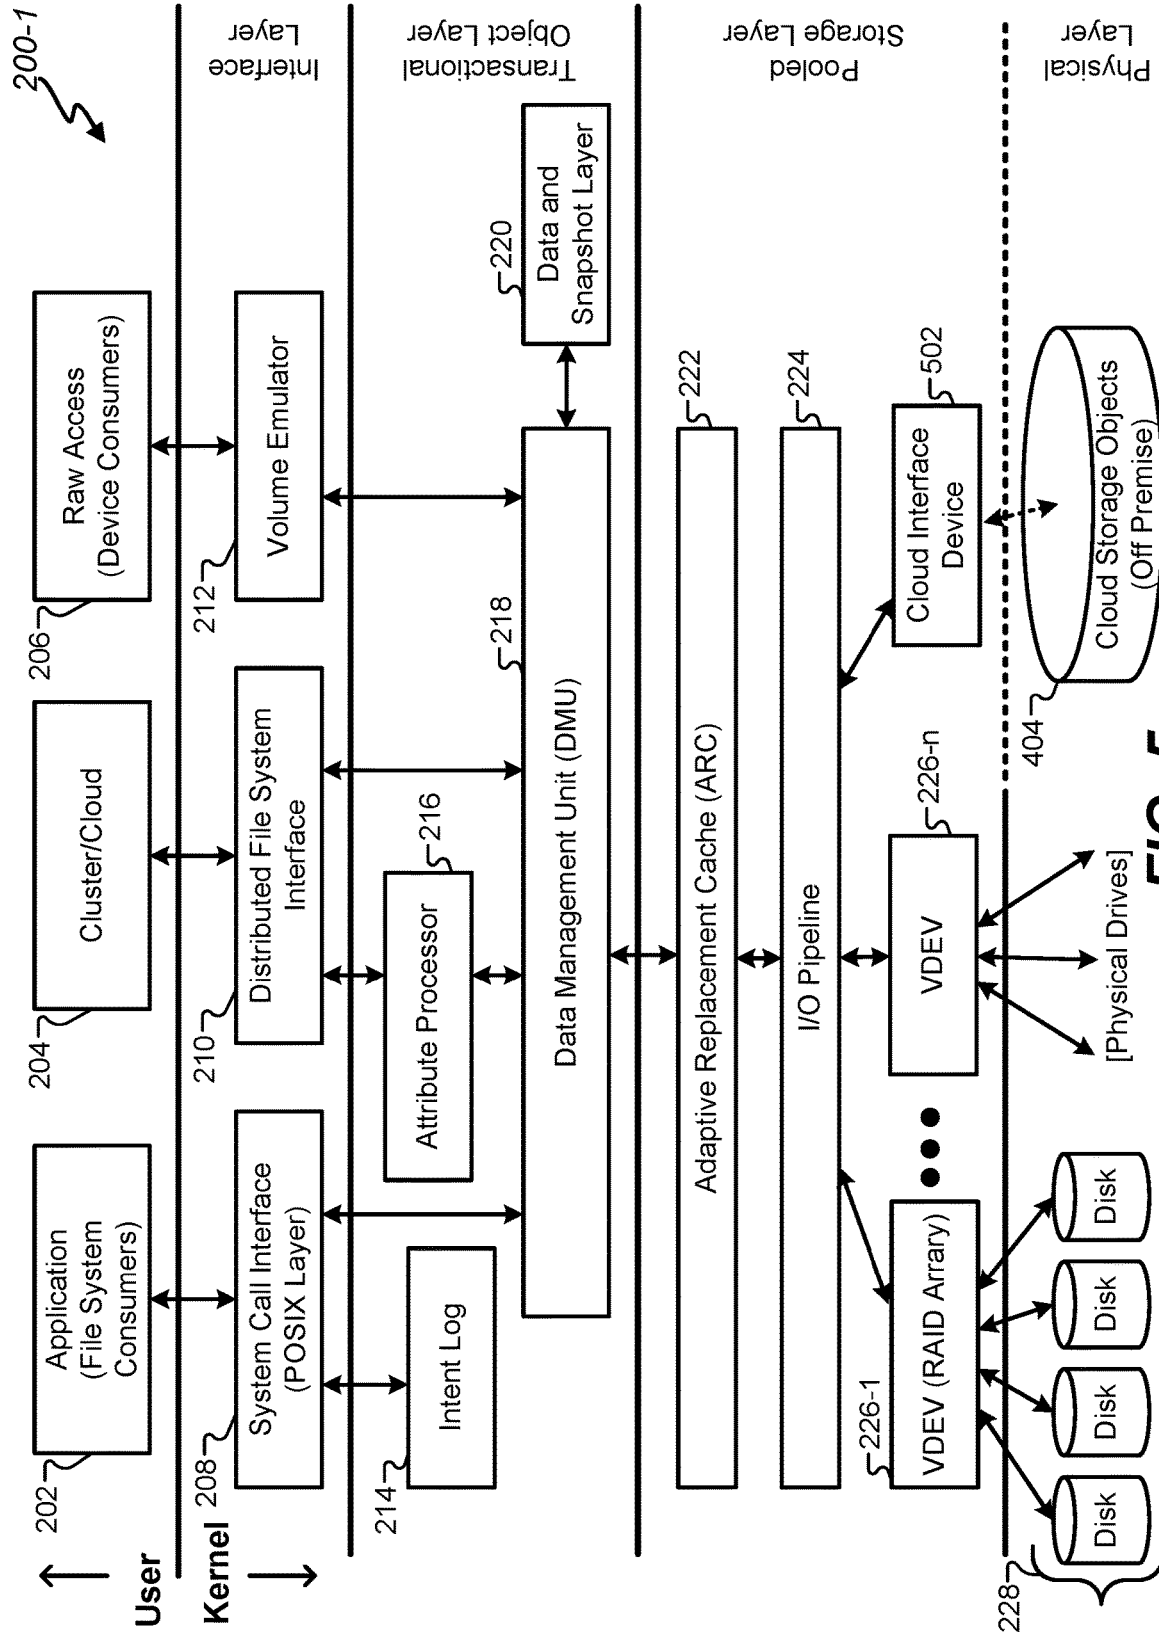 200-1
User
Kernel
202
Application
(File System
Consumers)
204
Cluster/Cloud
206
Raw Access
(Device Consumers)
208
System Call Interface
(POSIX Layer)
210
Distributed File System
Interface
212
Volume Emulator
Interface
Layer
214
Intent Log
216
Attribute Processor
218
Data Management Unit (DMU)
220
Data and
Snapshot Layer
Transactional
Object Layer
222
Adaptive Replacement Cache (ARC)
224
I/O Pipeline
226-1
VDEV (RAID Arrary)
226-n
VDEV
502
Cloud Interface
Device
Pooled
Storage Layer
228
Disk
Disk
Disk
Disk
[Physical Drives]
404
Cloud Storage Objects
(Off Premise)
Physical
Layer